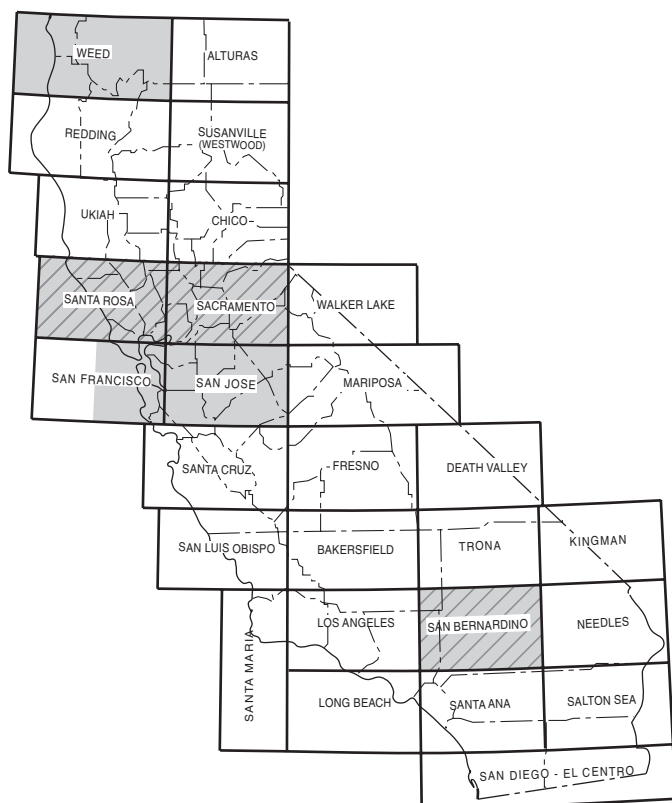 WEED
ALTURAS
REDDING
SUSANVILLE
(WESTWOOD)
UKIAH
CHICO
SANTA ROSA
SACRAMENTO
WALKER LAKE
SAN FRANCISCO
SAN JOSE
MARIPOSA
SANTA CRUZ
FRESNO
DEATH VALLEY
SAN LUIS OBISPO
BAKERSFIELD
TRONA
KINGMAN
SANTA MARIA
LOS ANGELES
SAN BERNARDINO
NEEDLES
LONG BEACH
SANTA ANA
SALTON SEA
SAN DIEGO - EL CENTRO